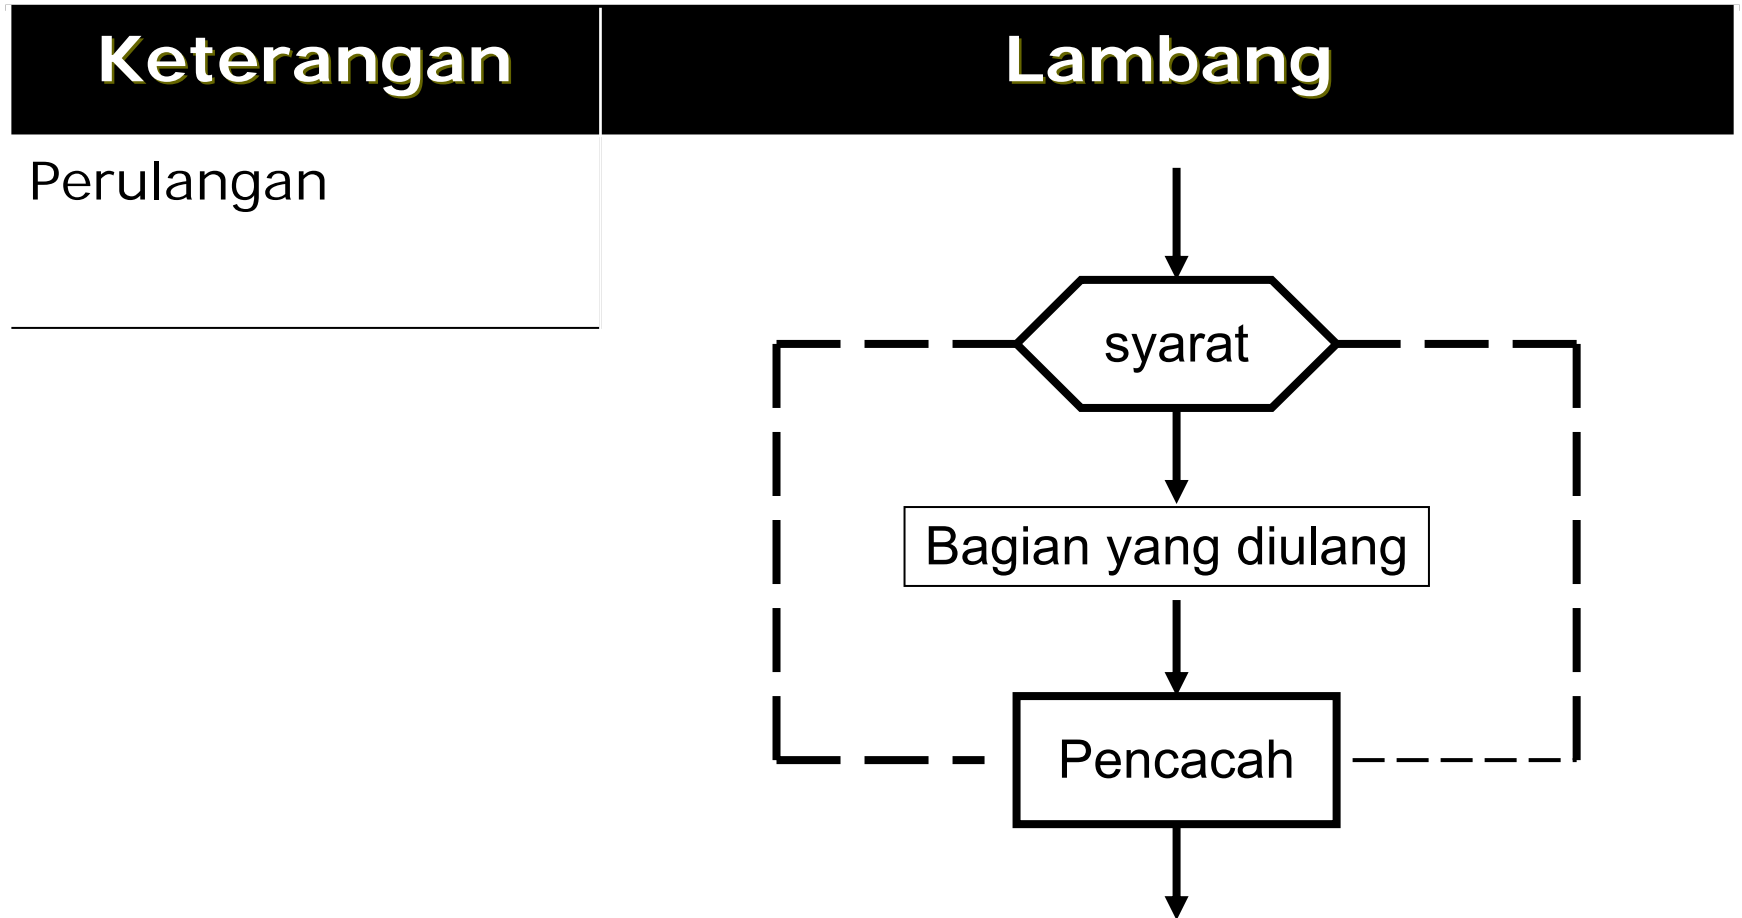 Keterangan
Lambang
Perulangan
syarat
Bagian yang diulang
Pencacah